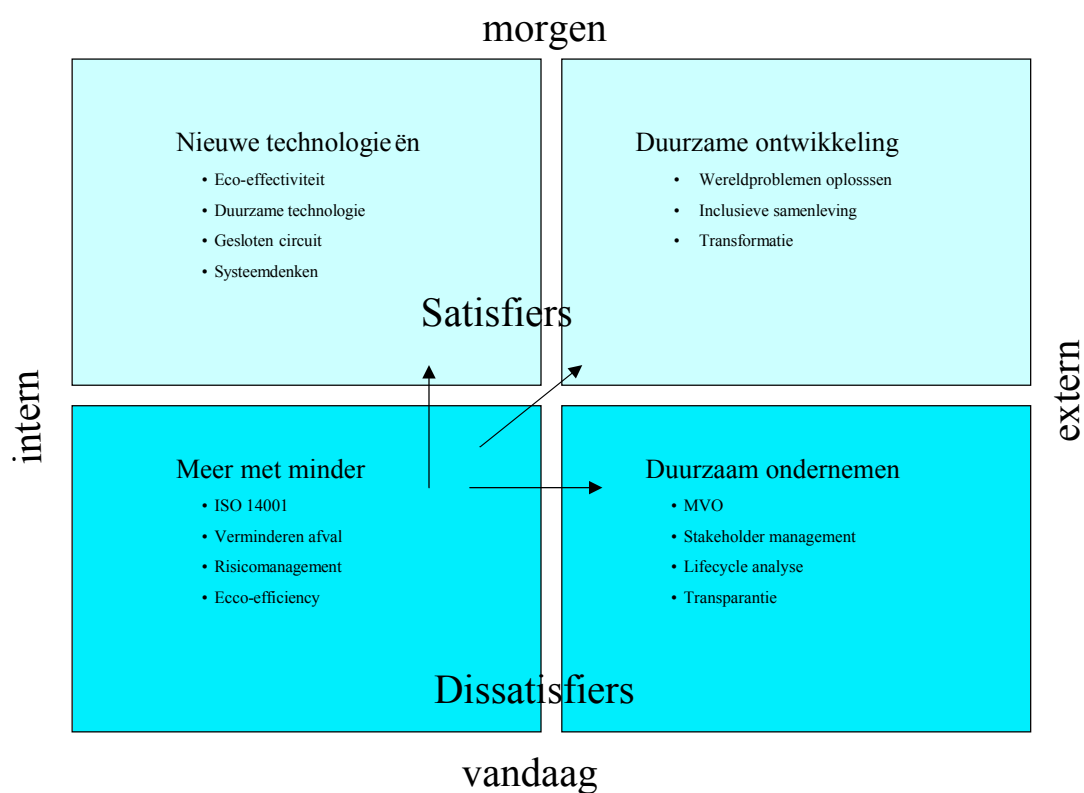 morgen
Nieuwe technologieën
• Eco-effectiviteit
• Duurzame technologie
• Gesloten circuit
• Systeemdenken
Duurzame ontwikkeling
• Wereldproblemen oplosssen
• Inclusieve samenleving
• Transformatie
Satisfiers
intern
extern
Meer met minder
• ISO 14001
• Verminderen afval
• Risicomanagement
• Ecco-efficiency
Duurzaam ondernemen
• MVO
• Stakeholder management
• Lifecycle analyse
• Transparantie
Dissatisfiers
vandaag